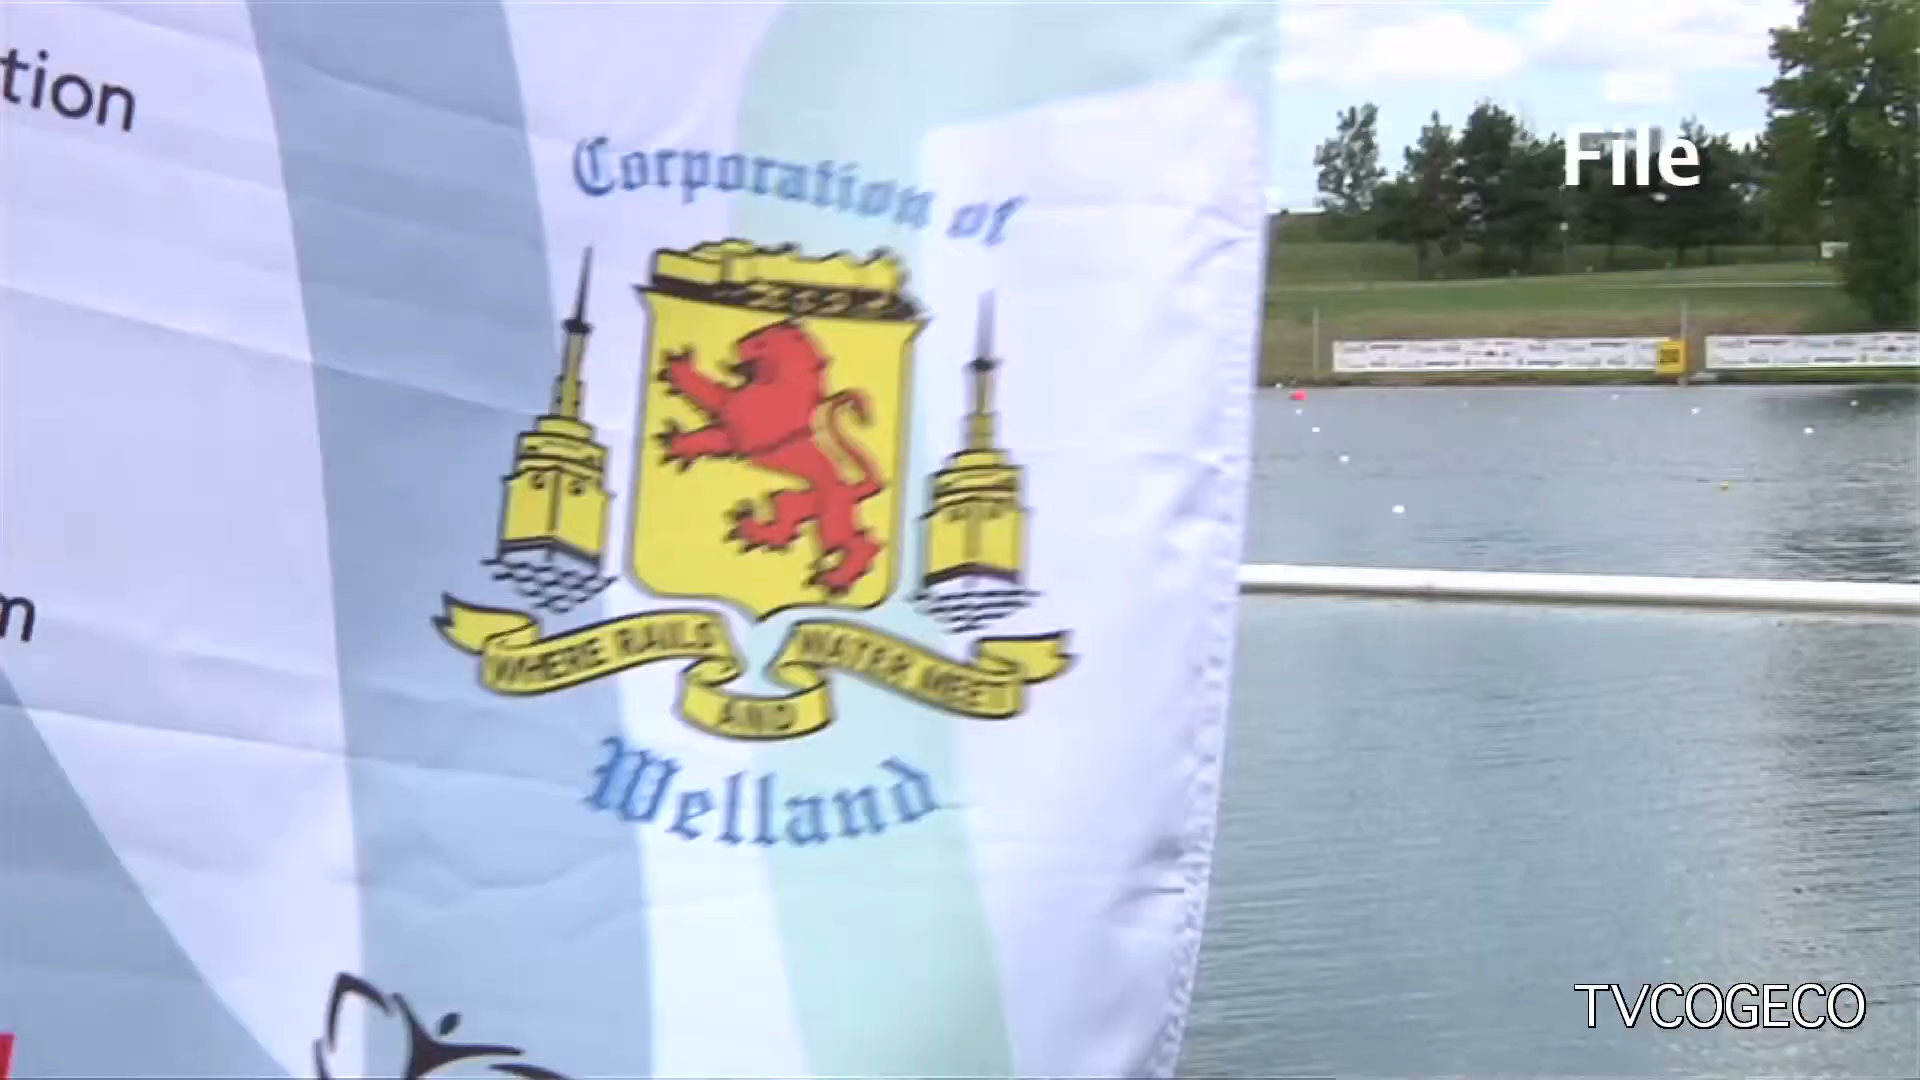 tion
Corporation of
File
m
WHERE RAILS
AND
WATER MEET
Welland
TVCOGECO